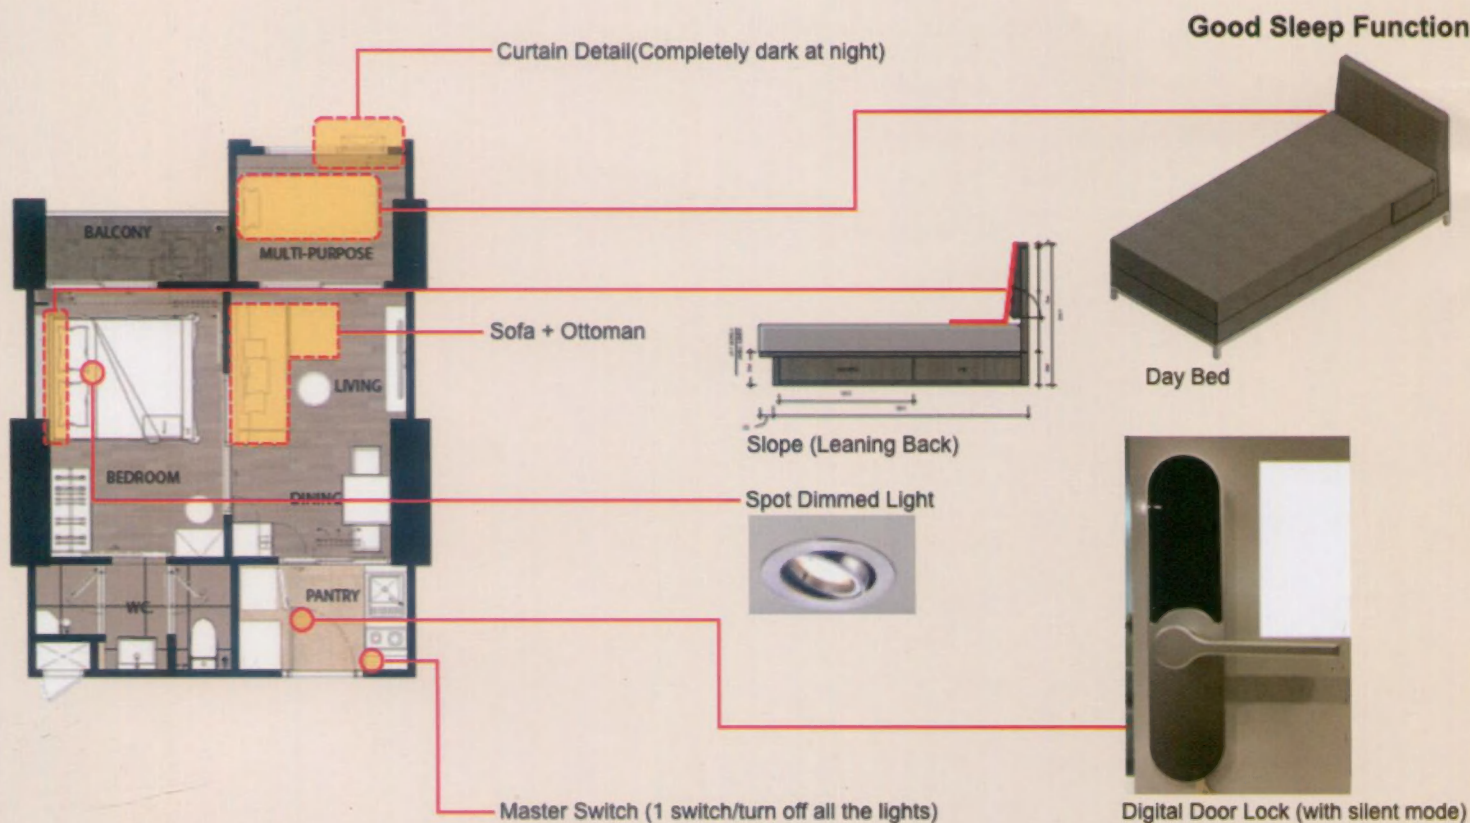 Good Sleep Function
Curtain Detail(Completely dark at night)
BALCONY
MULTI-PURPOSE
Sofa + Ottoman
LIVING
Day Bed
Slope (Leaning Back)
BEDROOM
DINING
Spot Dimmed Light
PANTRY
WC.
Master Switch (1 switch/turn off all the lights)
Digital Door Lock (with silent mode)